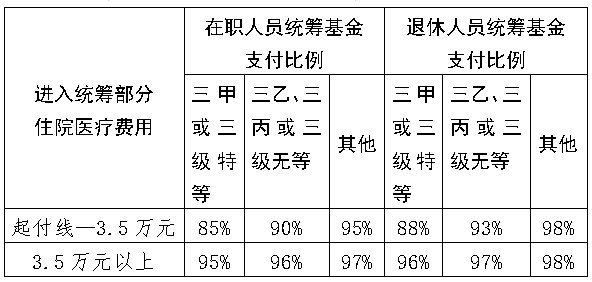 进入统筹部分
住院医疗费用
在职人员统筹基金
支付比例
退休人员统筹基金
支付比例
三甲
或三
级特
等
三乙、三
丙或三
级无等
其他
三甲
或三
级特
等
三乙、三
丙或三
级无等
其他
起付线—3.5万元 85% 90% 95% 88% 93% 98%
3.5万元以上 95% 96% 97% 96% 97% 98%